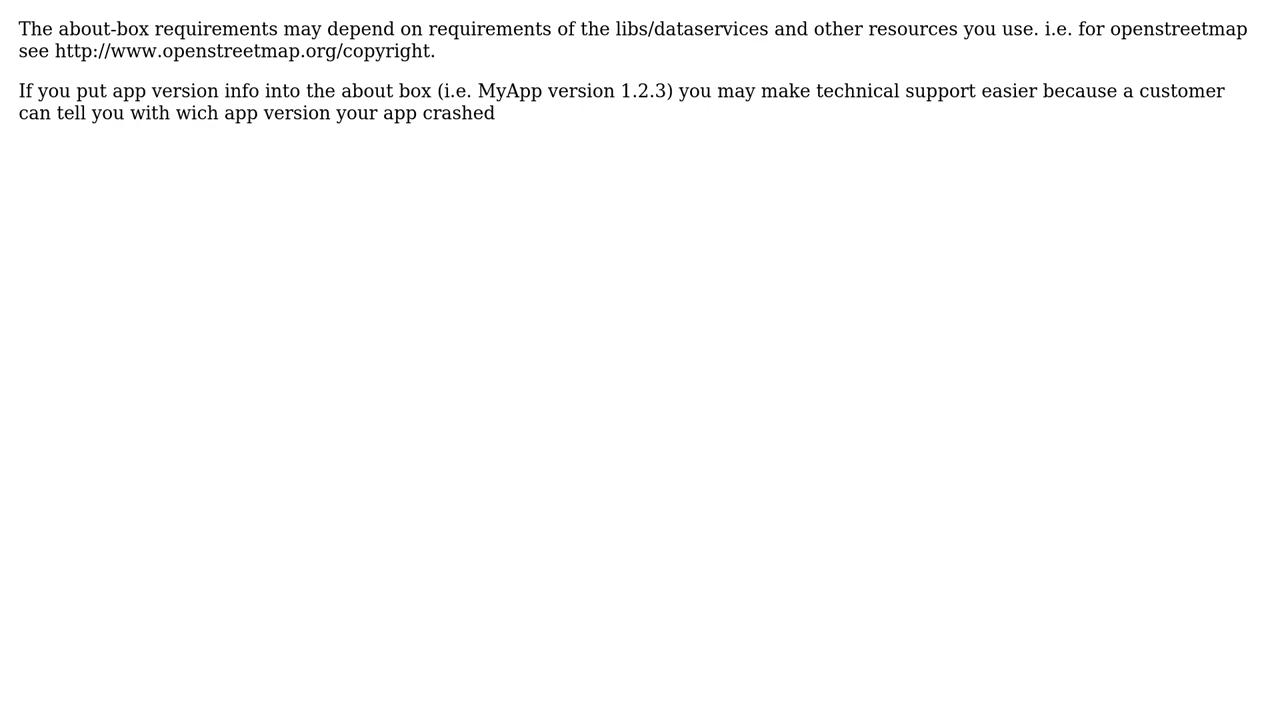 The about-box requirements may depend on requirements of the libs/dataservices and other resources you use. i.e. for openstreetmap
see http://www.openstreetmap.org/copyright.
If you put app version info into the about box (i.e. MyApp version 1.2.3) you may make technical support easier because a customer
can tell you with wich app version your app crashed